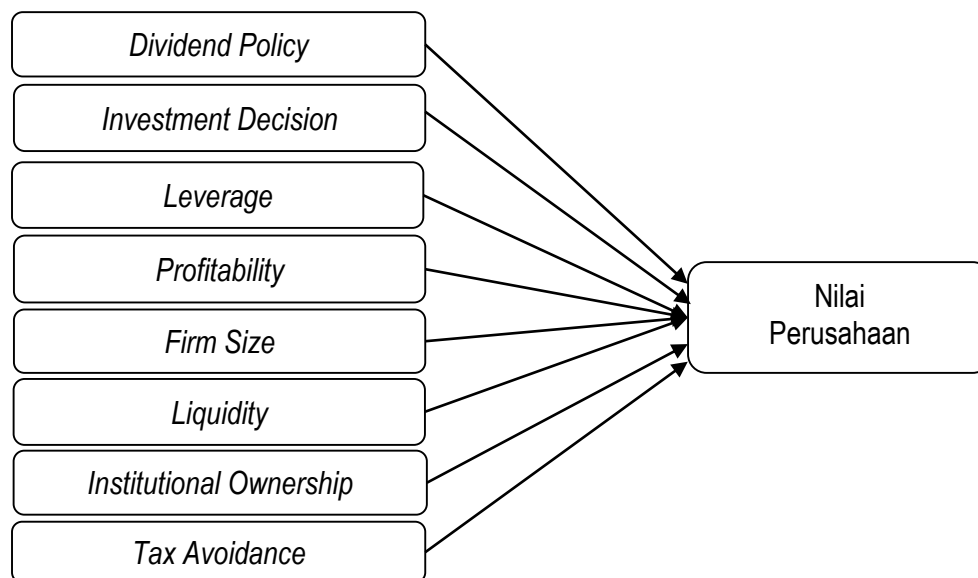 Dividend Policy
Investment Decision
Leverage
Profitability
Firm Size
Liquidity
Institutional Ownership
Tax Avoidance
Nilai
Perusahaan